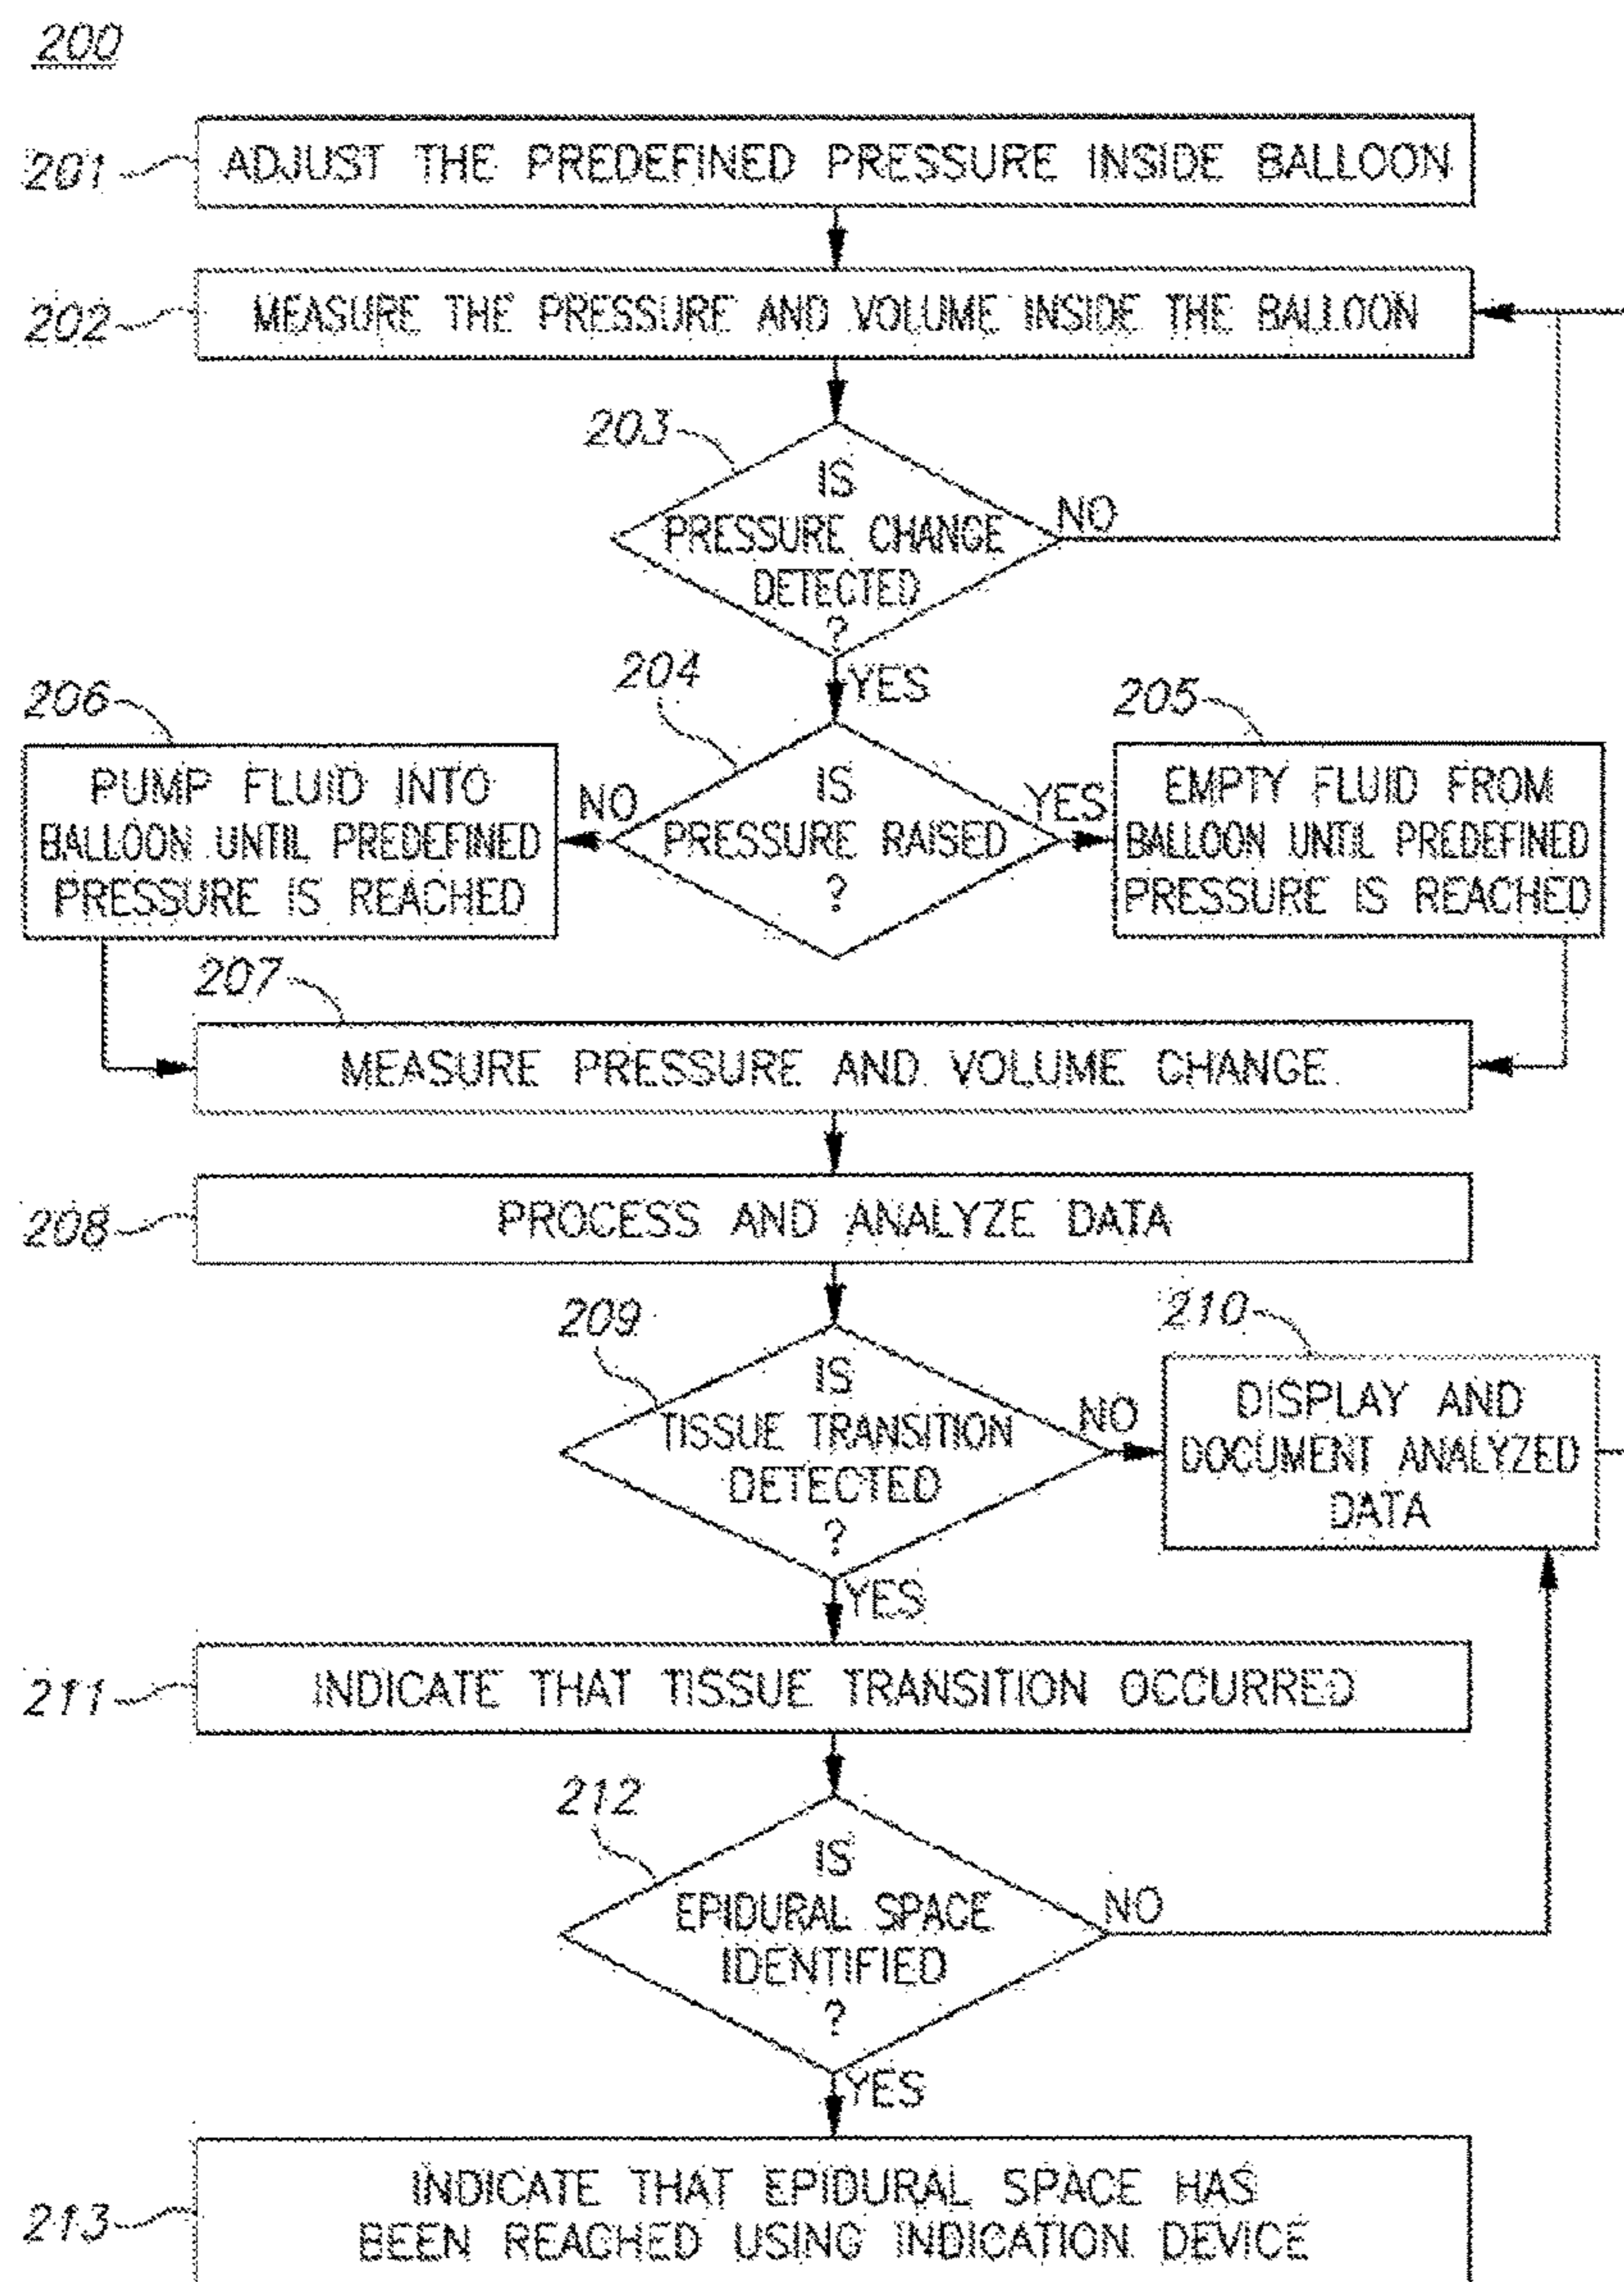 200
201
ADJUST THE PREDEFINED PRESSURE INSIDE BALLOON
202
MEASURE THE PRESSURE AND VOLUME INSIDE THE BALLOON
203
IS
PRESSURE CHANGE
DETECTED
?
NO
YES
204
206
205
PUMP FLUID INTO
BALLOON UNTIL PREDEFINED
PRESSURE IS REACHED
NO
IS
PRESSURE RAISED
?
YES
EMPTY FLUID FROM
BALLOON UNTIL PREDEFINED
PRESSURE IS REACHED
207
MEASURE PRESSURE AND VOLUME CHANGE
208
PROCESS AND ANALYZE DATA
209
IS
TISSUE TRANSITION
DETECTED
?
NO
210
DISPLAY AND
DOCUMENT ANALYZED
DATA
YES
211
INDICATE THAT TISSUE TRANSITION OCCURRED
212
IS
EPIDURAL SPACE
IDENTIFIED
?
NO
YES
213
INDICATE THAT EPIDURAL SPACE HAS
BEEN REACHED USING INDICATION DEVICE